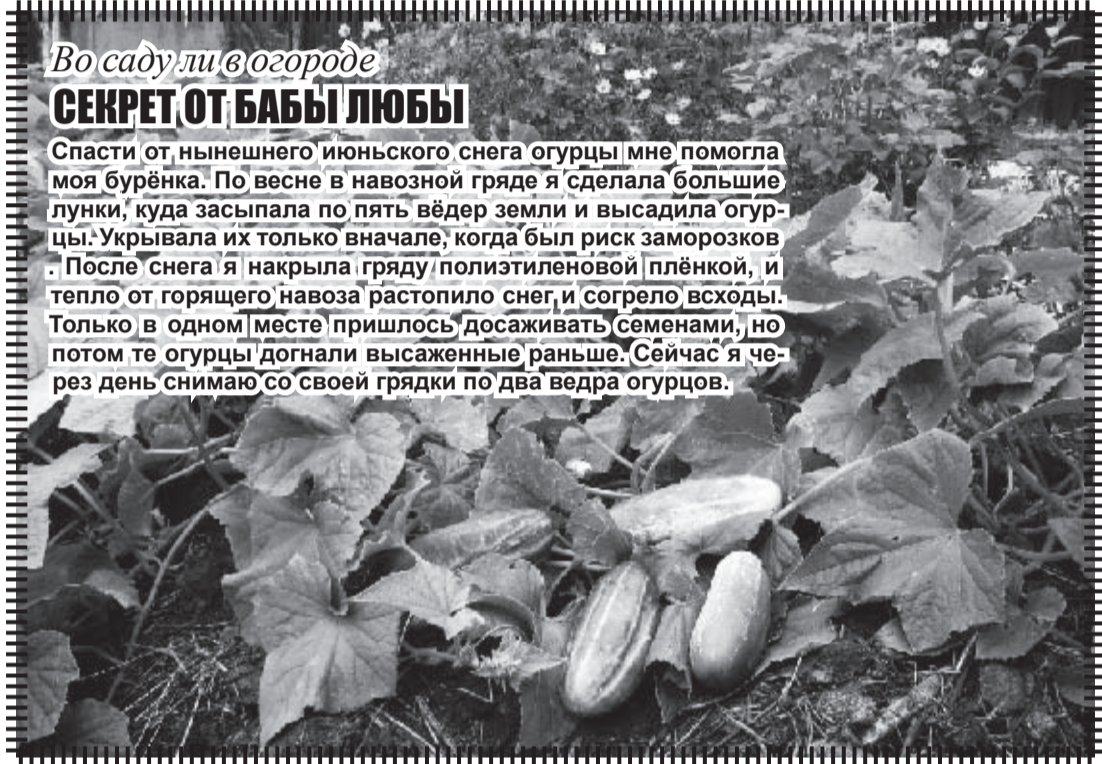 Во саду ли в огороде
СЕКРЕТ ОТ БАБЫ ЛЮБЫ
Спасти от нынешнего июньского снега огурцы мне помогла
моя бурёнка. По весне в навозной гряде я сделала большие
лунки, куда засыпала по пять вёдер земли и высадила огур-
цы. Укрывала их только вначале, когда был риск заморозков
. После снега я накрыла гряду полиэтиленовой плёнкой, и
тепло от горящего навоза растопило снег и согрело всходы.
Только в одном месте пришлось досаживать семенами, но
потом те огурцы догнали высаженные раньше. Сейчас я че-
рез день снимаю со своей грядки по два ведра огурцов.